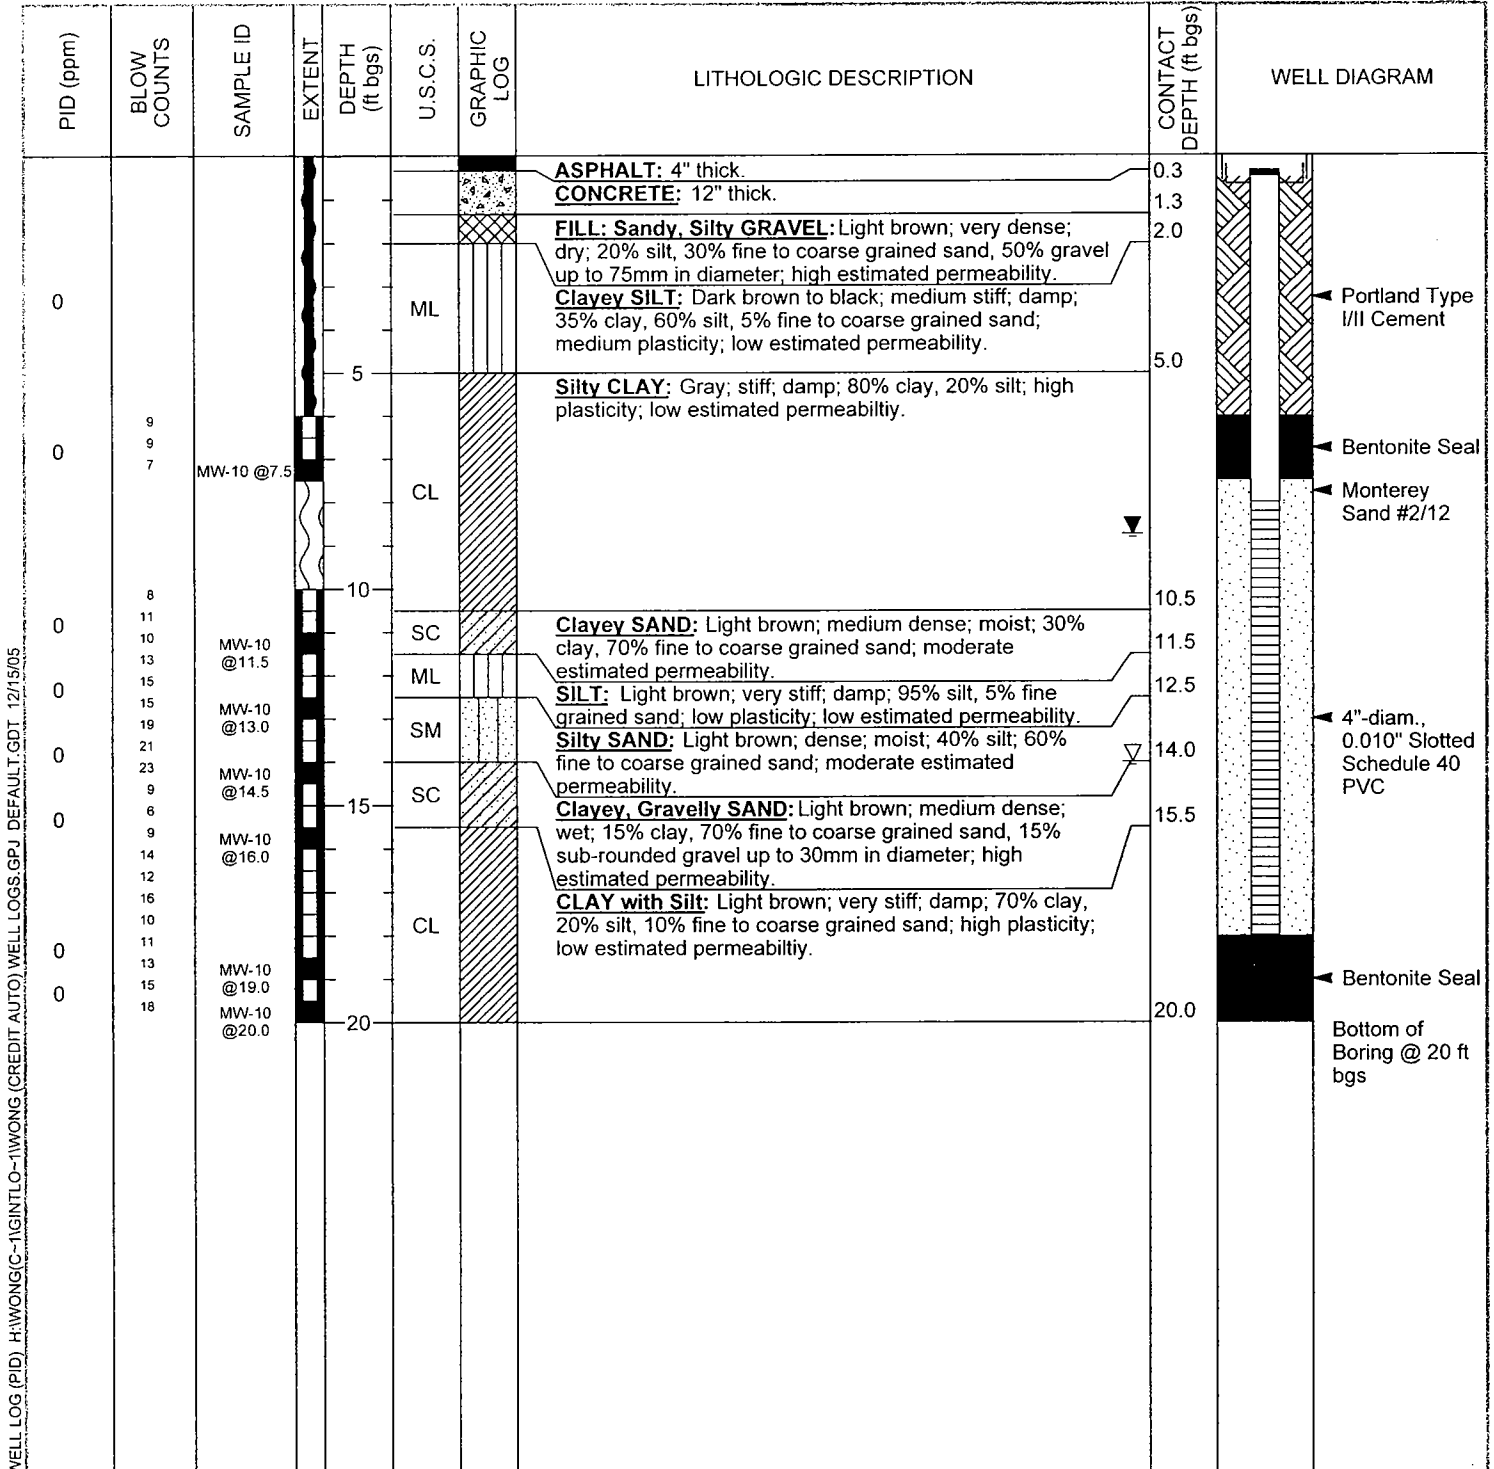 PID (ppm)
BLOW
COUNTS
SAMPLE ID
EXTENT
DEPTH
(ft bgs)
U.S.C.S.
GRAPHIC
LOG
LITHOLOGIC DESCRIPTION
CONTACT
DEPTH (ft bgs)
WELL DIAGRAM
ASPHALT: 4" thick.
0.3
CONCRETE: 12" thick.
1.3
FILL: Sandy, Silty GRAVEL: Light brown; very dense;
dry; 20% silt, 30% fine to coarse grained sand, 50% gravel
up to 75mm in diameter; high estimated permeability.
2.0
0
ML
Clayey SILT: Dark brown to black; medium stiff; damp;
35% clay, 60% silt, 5% fine to coarse grained sand;
medium plasticity; low estimated permeability.
Portland Type
I/II Cement
5.0
5
Silty CLAY: Gray; stiff; damp; 80% clay, 20% silt; high
plasticity; low estimated permeabiltiy.
9
9
7
0
MW-10 @7.5
CL
Bentonite Seal
Monterey
Sand #2/12
10
10.5
8
11
10
0
MW-10
@11.5
SC
Clayey SAND: Light brown; medium dense; moist; 30%
clay, 70% fine to coarse grained sand; moderate
estimated permeability.
11.5
13
15
15
0
MW-10
@13.0
ML
SILT: Light brown; very stiff; damp; 95% silt, 5% fine
grained sand; low plasticity; low estimated permeability.
12.5
19
21
23
0
MW-10
@14.5
SM
Silty SAND: Light brown; dense; moist; 40% silt; 60%
fine to coarse grained sand; moderate estimated
permeability.
14.0
4"-diam.,
0.010" Slotted
Schedule 40
PVC
9
6
9
0
15
MW-10
@16.0
SC
Clayey, Gravelly SAND: Light brown; medium dense;
wet; 15% clay, 70% fine to coarse grained sand, 15%
sub-rounded gravel up to 30mm in diameter; high
estimated permeability.
15.5
14
12
16
10
11
13
0
MW-10
@19.0
CL
CLAY with Silt: Light brown; very stiff; damp; 70% clay,
20% silt, 10% fine to coarse grained sand; high plasticity;
low estimated permeabiltiy.
Bentonite Seal
15
18
0
MW-10
@20.0
20
20.0
Bottom of
Boring @ 20 ft
bgs
WELL LOG (PID) H:\WONG(C~1\GINTLO~1\WONG (CREDIT AUTO) WELL LOGS.GPJ DEFAULT.GDT 12/15/05